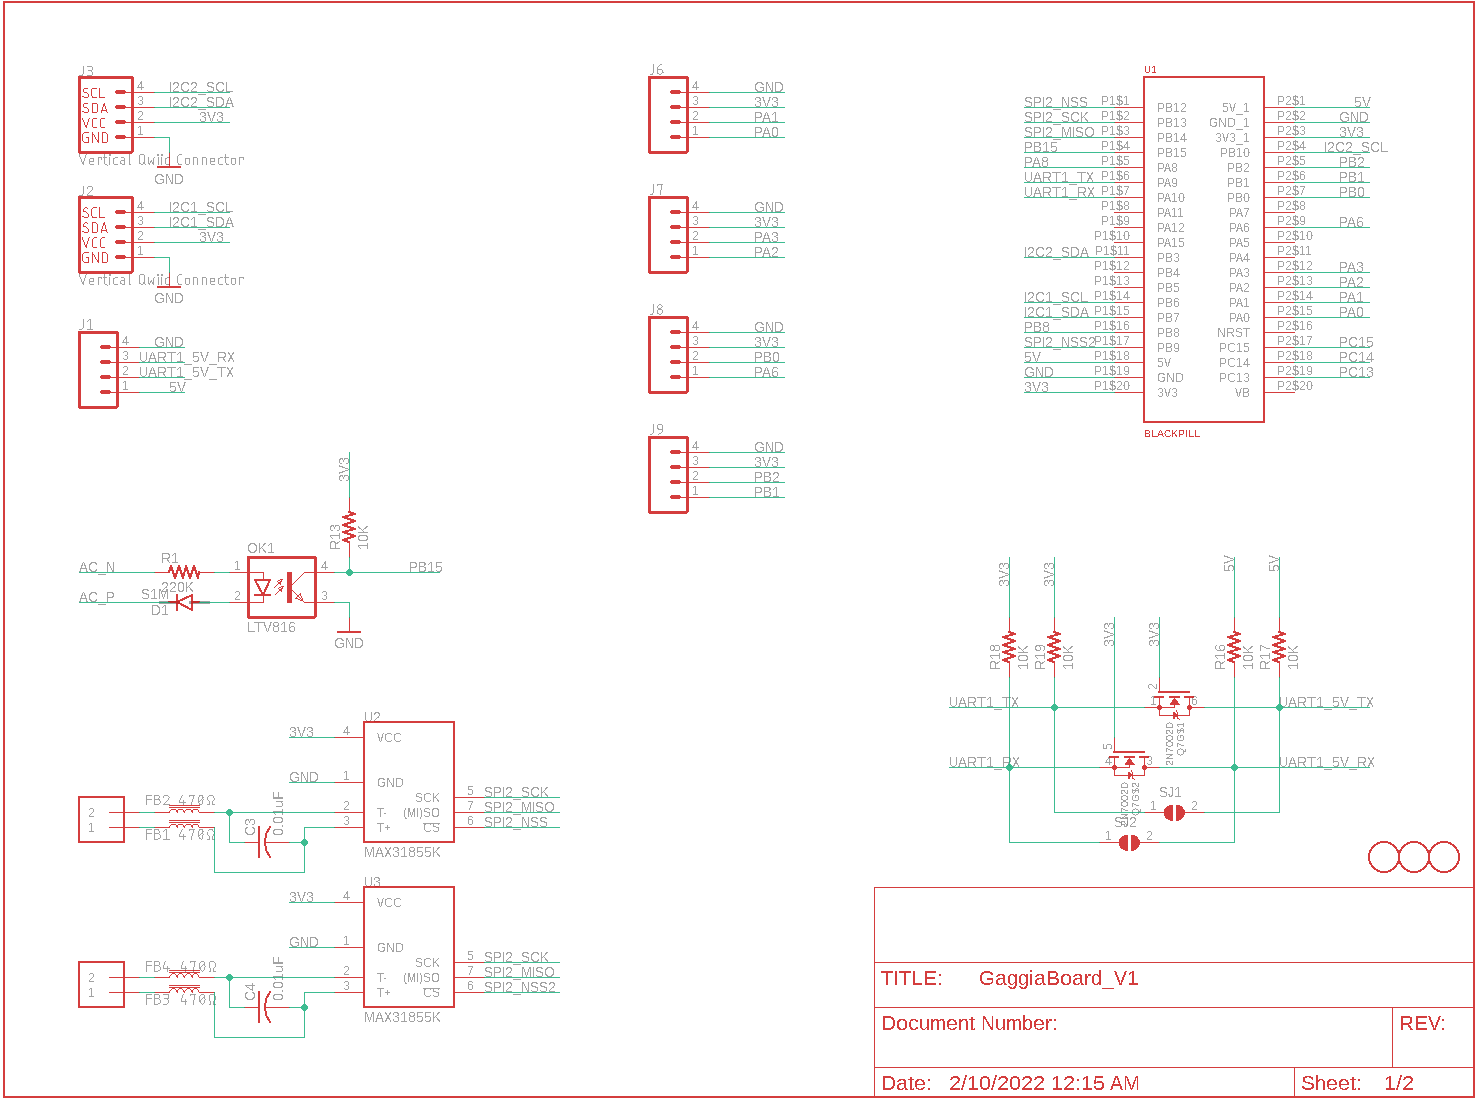 J3
SCL 4 I2C2_SCL
SDA 3 I2C2_SDA
VCC 2 3V3
GND 1
Vertical Qwiic Connector
GND
J2
SCL 4 I2C1_SCL
SDA 3 I2C1_SDA
VCC 2 3V3
GND 1
Vertical Qwiic Connector
GND
J1
4 GND
3 UART1_5V_RX
2 UART1_5V_TX
1 5V
J6
4 GND
3 3V3
2 PA1
1 PA0
J7
4 GND
3 3V3
2 PA3
1 PA2
J8
4 GND
3 3V3
2 PB0
1 PA6
J9
4 GND
3 3V3
2 PB2
1 PB1
U1
SPI2_NSS P1$1 PB12 5V_1 P2$1 5V
SPI2_SCK P1$2 PB13 GND_1 P2$2 GND
SPI2_MISO P1$3 PB14 3V3_1 P2$3 3V3
PB15 P1$4 PB15 PB10 P2$4 I2C2_SCL
PA8 P1$5 PA8 PB2 P2$5 PB2
UART1_TX P1$6 PA9 PB1 P2$6 PB1
UART1_RX P1$7 PA10 PB0 P2$7 PB0
P1$8 PA11 PA7 P2$8
P1$9 PA12 PA6 P2$9 PA6
P1$10 PA15 PA5 P2$10
I2C2_SDA P1$11 PB3 PA4 P2$11
P1$12 PB4 PA3 P2$12 PA3
P1$13 PB5 PA2 P2$13 PA2
I2C1_SCL P1$14 PB6 PA1 P2$14 PA1
I2C1_SDA P1$15 PB7 PA0 P2$15 PA0
PB8 P1$16 PB8 NRST P2$16
SPI2_NSS2 P1$17 PB9 PC15 P2$17 PC15
5V P1$18 5V PC14 P2$18 PC14
GND P1$19 GND PC13 P2$19 PC13
3V3 P1$20 3V3 VB P2$20
BLACKPILL
3V3
R13
10K
OK1
AC_N R1 1 4 PB15
220K
AC_P S1M 2 3
D1
LTV816
GND
3V3 3V3 3V3 3V3 5V 5V
R18 10K R19 10K R16 10K R17 10K
UART1_TX 1 2 6 UART1_5V_TX
2N7002D
Q7G$1
UART1_RX 4 5 3 UART1_5V_RX
2N7002D
Q7G$2
SJ1
1 2
SJ2
1 2
U2
3V3 4 VCC
GND 1 GND
SCK 5 SPI2_SCK
2 FB2 470Ω 2 T- (MI)SO 7 SPI2_MISO
1 FB1 470Ω 3 T+ CS 6 SPI2_NSS
C3 0.01uF
MAX31855K
U3
3V3 4 VCC
GND 1 GND
SCK 5 SPI2_SCK
2 FB4 470Ω 2 T- (MI)SO 7 SPI2_MISO
1 FB3 470Ω 3 T+ CS 6 SPI2_NSS2
C4 0.01uF
MAX31855K
TITLE: GaggiaBoard_V1
Document Number: REV:
Date: 2/10/2022 12:15 AM Sheet: 1/2